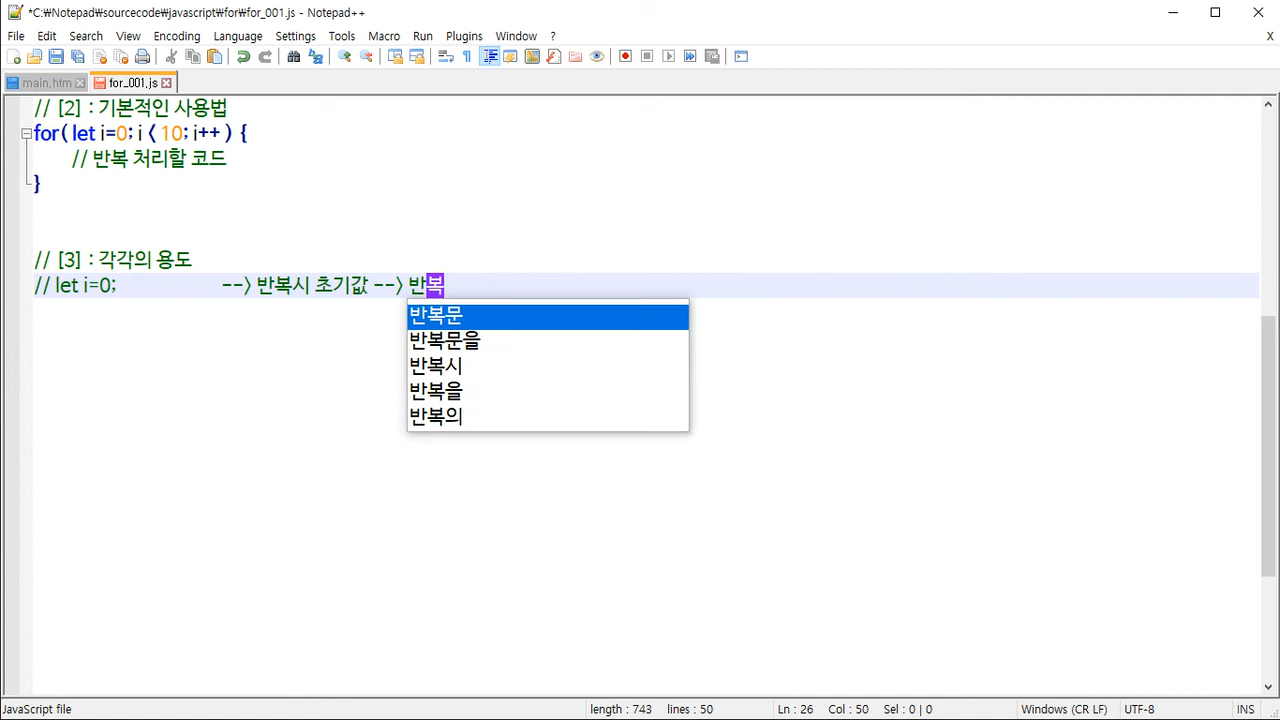 *C:₩Notepad₩sourcecode₩javascript₩for₩for_001.js - Notepad++
File Edit Search View Encoding Language Settings Tools Macro Run Plugins Window ? X
main.htm for_001.js
// [2] : 기본적인 사용법
for( let i=0; i < 10; i++ ) {
// 반복 처리할 코드
}
// [3] : 각각의 용도
// let i=0; --> 반복시 초기값 --> 반복
반복문
반복문을
반복시
반복을
반복의
JavaScript file length : 743 lines : 50 Ln : 26 Col : 50 Sel : 0 | 0 Windows (CR LF) UTF-8 INS